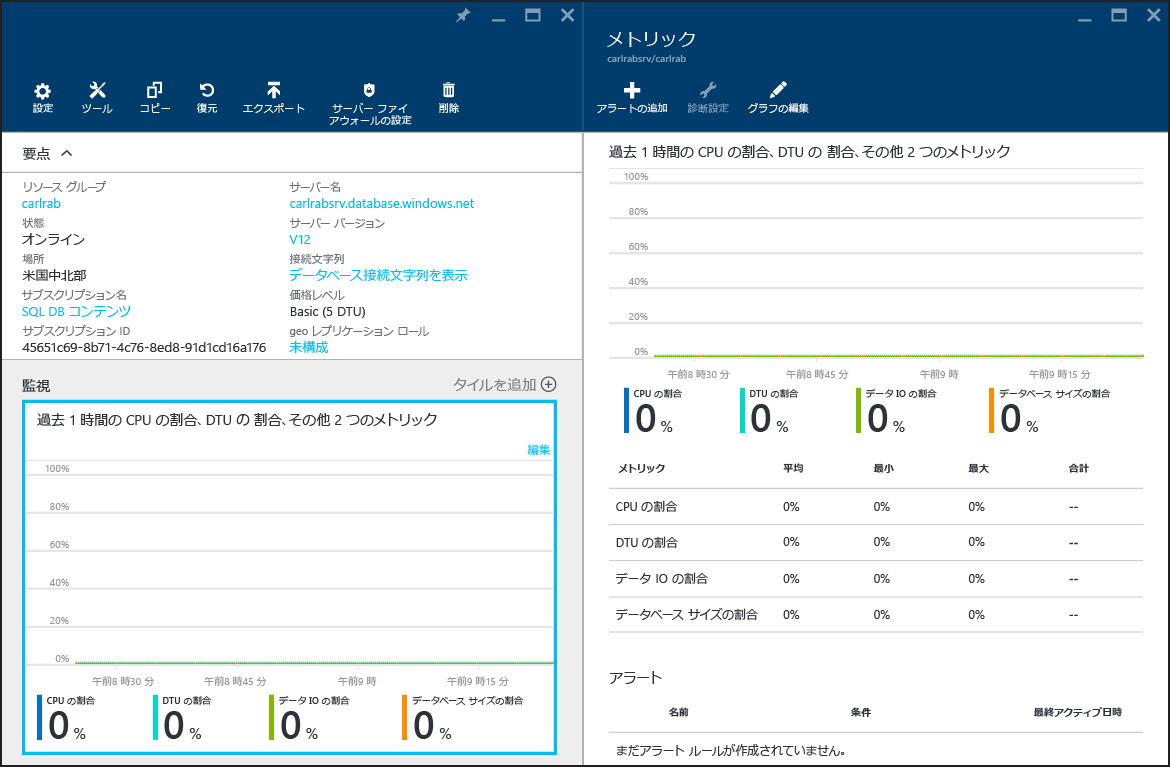 設定
ツール
コピー
復元
エクスポート
サーバー ファイ
アウォールの設定
削除
要点
リソース グループ
carlrab
サーバー名
carlrabsrv.database.windows.net
状態
オンライン
サーバー バージョン
V12
場所
米国中北部
接続文字列
データベース接続文字列を表示
サブスクリプション名
SQL DB コンテンツ
価格レベル
Basic (5 DTU)
サブスクリプション ID
45651c69-8b71-4c76-8ed8-91d1cd16a176
geo レプリケーション ロール
未構成
監視
タイルを追加
過去 1 時間の CPU の割合、DTU の 割合、その他 2 つのメトリック
編集
100%
80%
60%
40%
20%
0%
午前8 時30 分 午前8 時45 分 午前9 時 午前9 時15 分
CPU の割合 DTU の割合 データ IO の割合 データベース サイズの割合
0 % 0 % 0 % 0 %
メトリック
carlrabsrv/carlrab
アラートの追加
診断設定
グラフの編集
過去 1 時間の CPU の割合、DTU の 割合、その他 2 つのメトリック
100%
80%
60%
40%
20%
0%
午前8 時30 分 午前8 時45 分 午前9 時 午前9 時15 分
CPU の割合 DTU の割合 データ IO の割合 データベース サイズの割合
0 % 0 % 0 % 0 %
メトリック 平均 最小 最大 合計
CPU の割合 0% 0% 0% --
DTU の割合 0% 0% 0% --
データ IO の割合 0% 0% 0% --
データベース サイズの割合 0% 0% 0% --
アラート
名前 条件 最終アクティブ日時
まだアラート ルールが作成されていません。